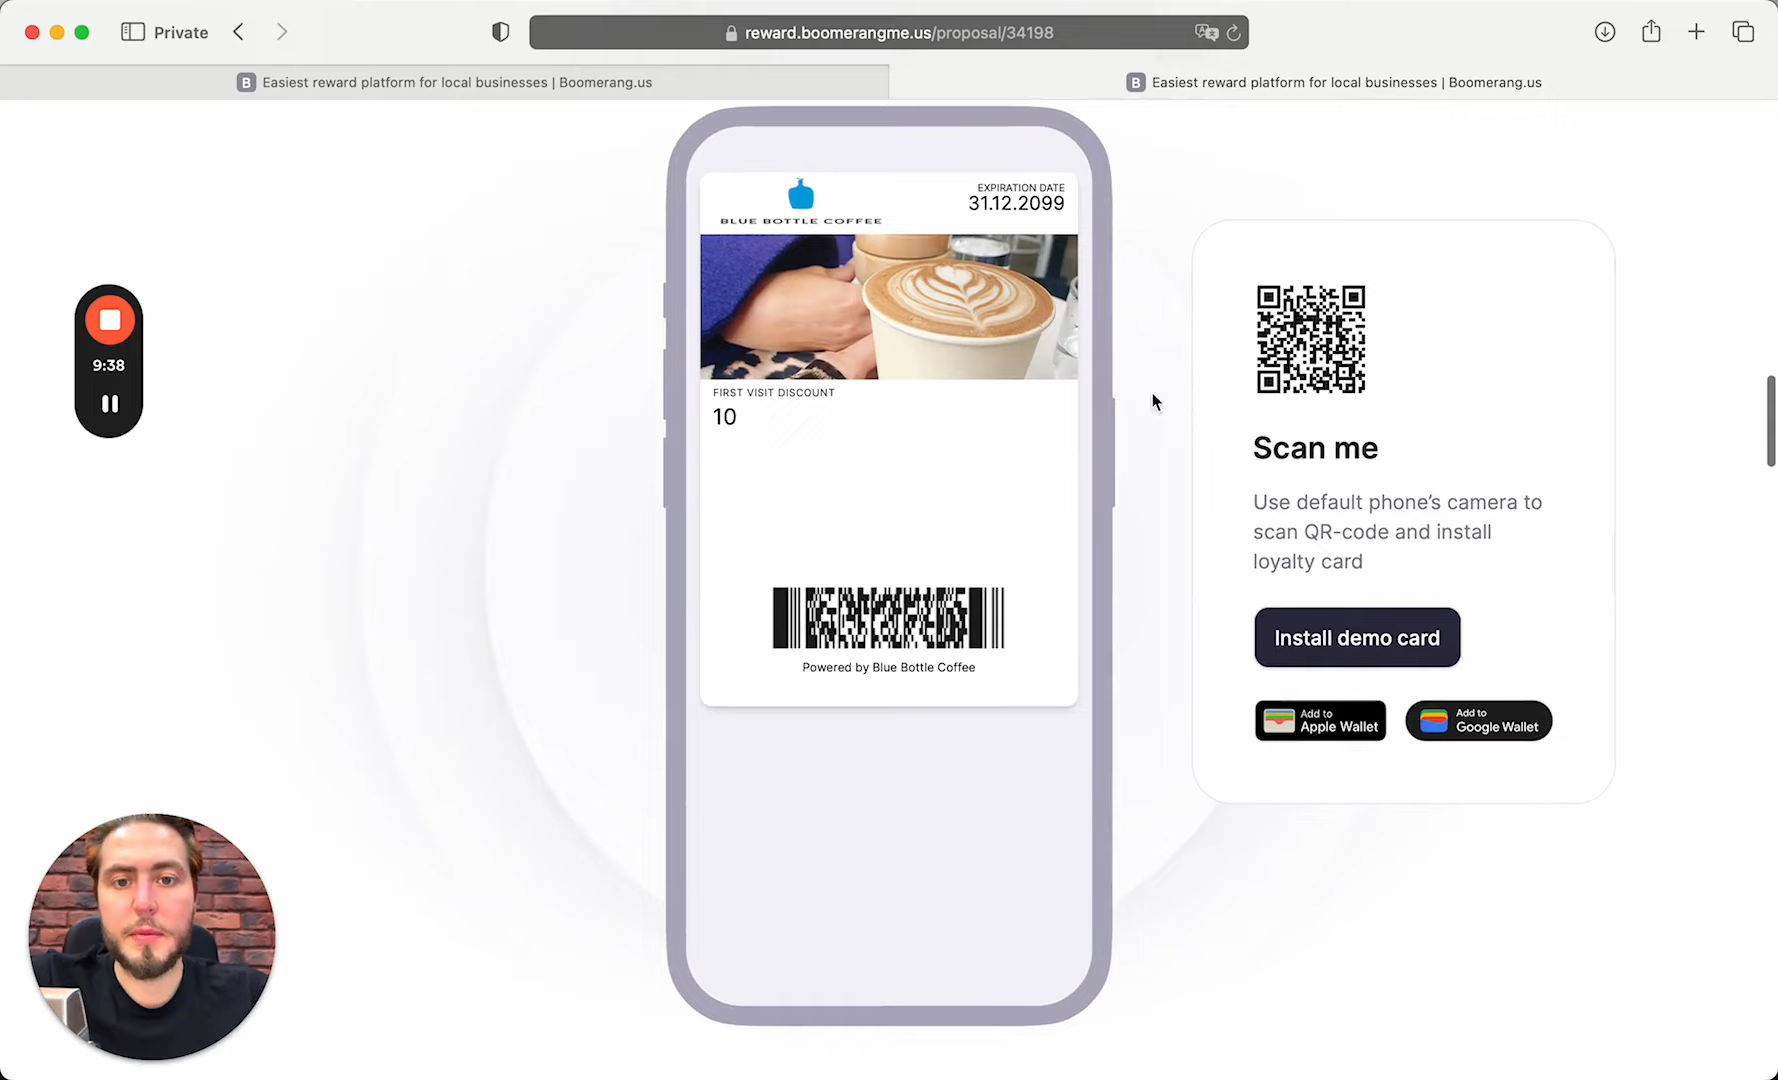 Private
reward.boomerangme.us/proposal/34198
B Easiest reward platform for local businesses | Boomerang.us
B Easiest reward platform for local businesses | Boomerang.us
BLUE BOTTLE COFFEE
EXPIRATION DATE
31.12.2099
FIRST VISIT DISCOUNT
10
Powered by Blue Bottle Coffee
9:38
Scan me
Use default phone’s camera to
scan QR-code and install
loyalty card
Install demo card
Add to
Apple Wallet
Add to
Google Wallet